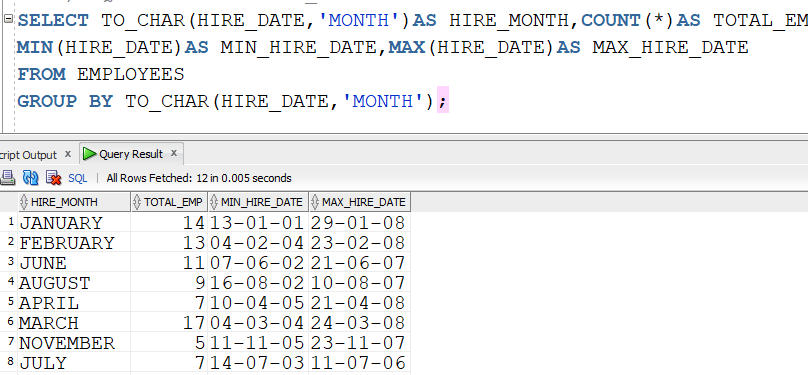 SELECT TO_CHAR(HIRE_DATE,'MONTH')AS HIRE_MONTH,COUNT(*)AS TOTAL_EM
MIN(HIRE_DATE)AS MIN_HIRE_DATE,MAX(HIRE_DATE)AS MAX_HIRE_DATE
FROM EMPLOYEES
GROUP BY TO_CHAR(HIRE_DATE,'MONTH');
cript Output x Query Result x
SQL | All Rows Fetched: 12 in 0.005 seconds
HIRE_MONTH TOTAL_EMP MIN_HIRE_DATE MAX_HIRE_DATE
1 JANUARY 14 13-01-01 29-01-08
2 FEBRUARY 13 04-02-04 23-02-08
3 JUNE 11 07-06-02 21-06-07
4 AUGUST 9 16-08-02 10-08-07
5 APRIL 7 10-04-05 21-04-08
6 MARCH 17 04-03-04 24-03-08
7 NOVEMBER 5 11-11-05 23-11-07
8 JULY 7 14-07-03 11-07-06